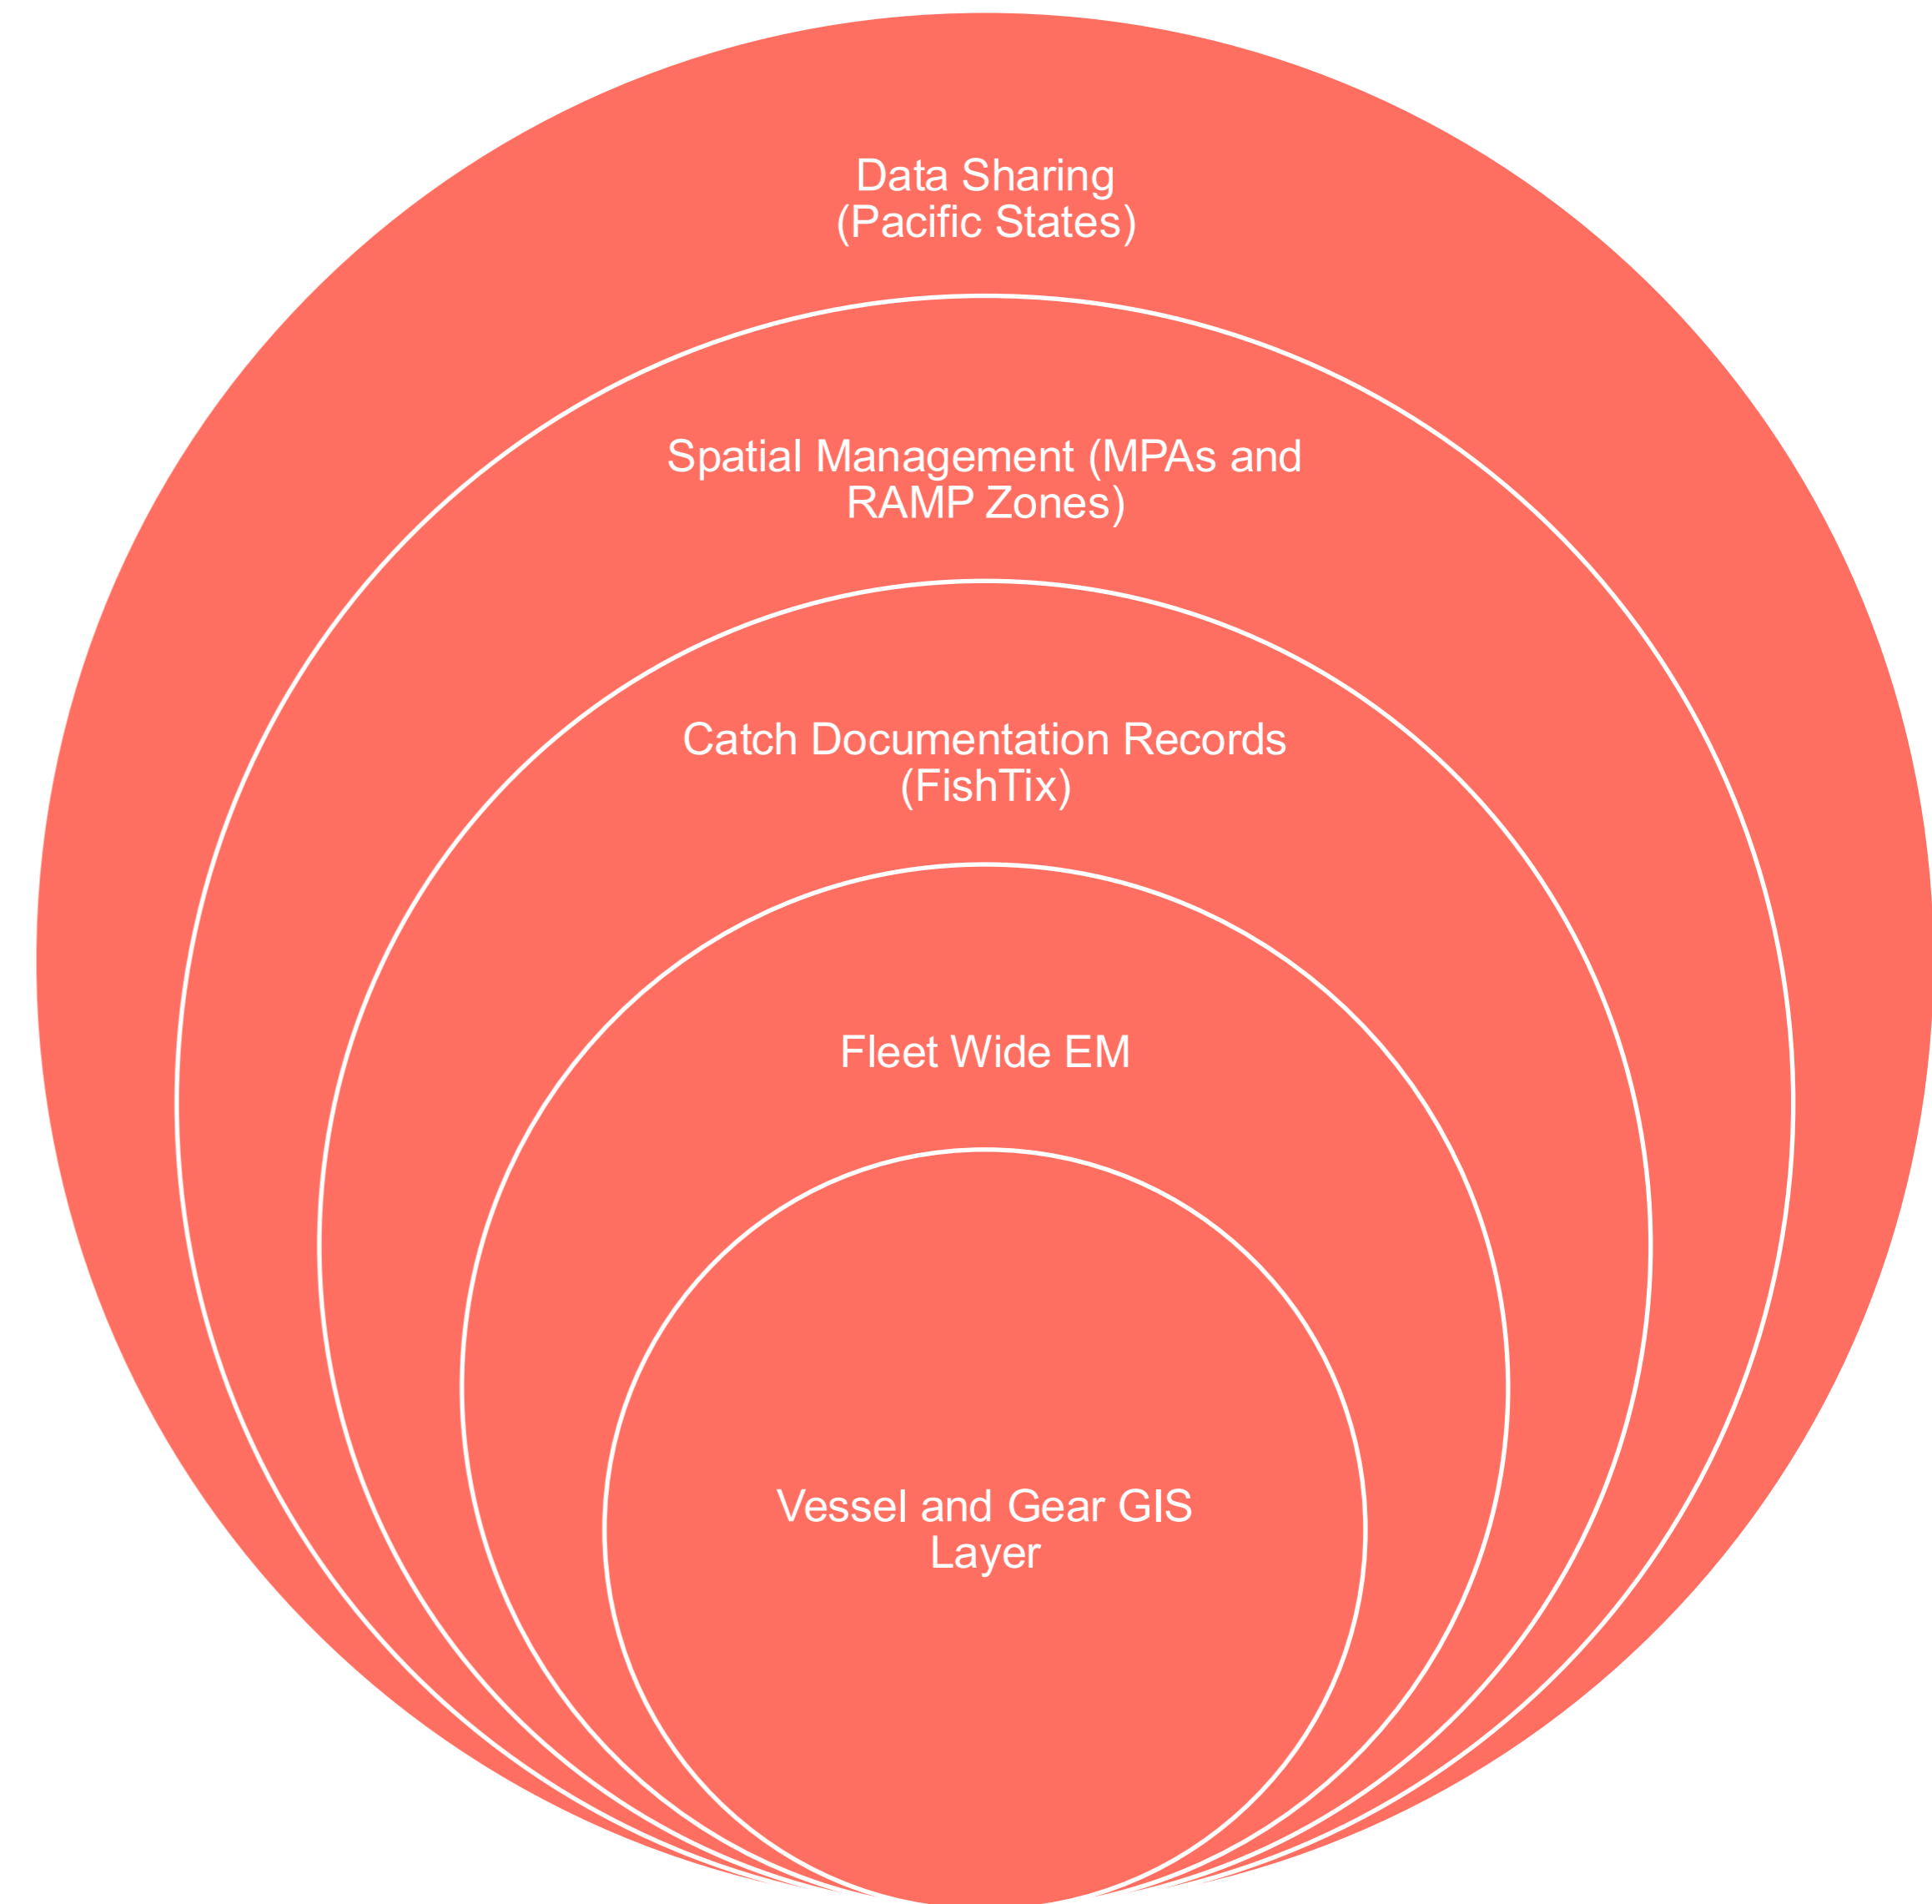 Data Sharing
(Pacific States)
Spatial Management (MPAs and
RAMP Zones)
Catch Documentation Records
(FishTix)
Fleet Wide EM
Vessel and Gear GIS
Layer